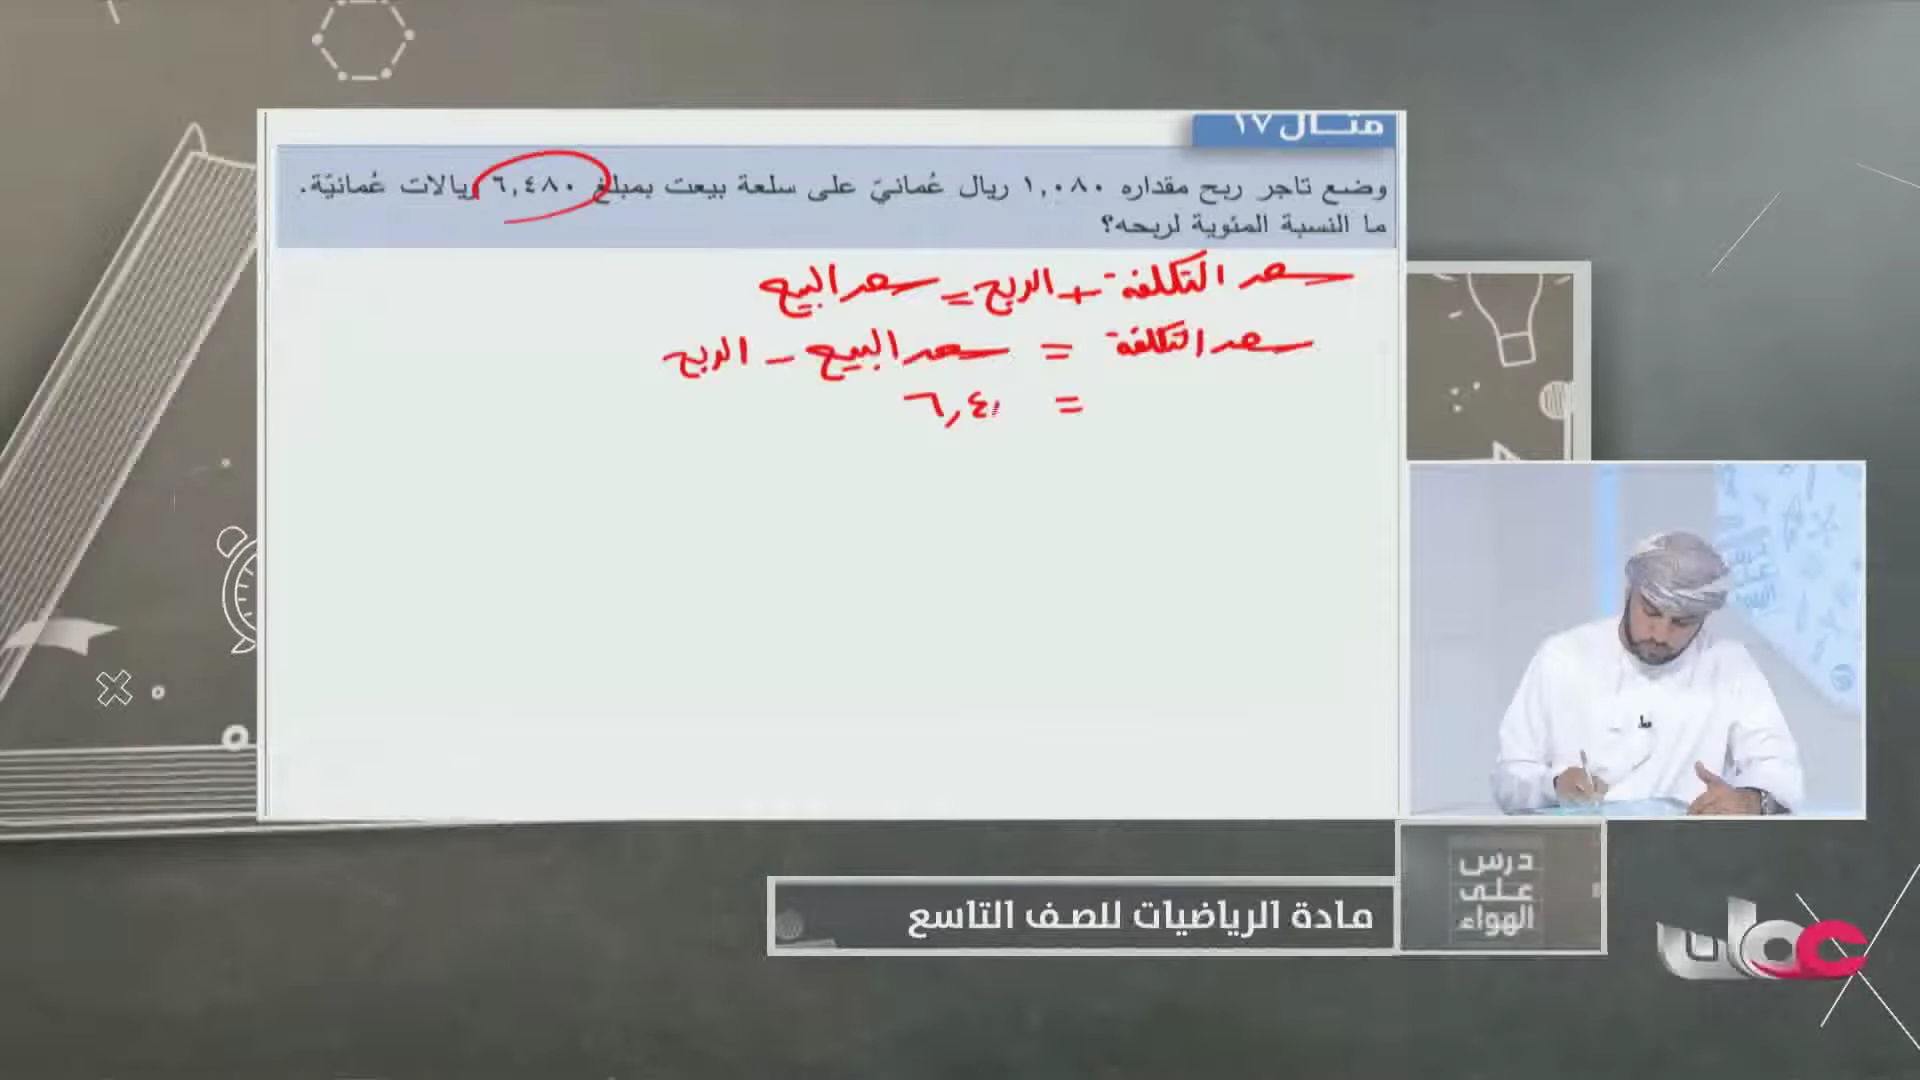 مثال ١٧
وضع تاجر ربح مقداره ١,٠٨٠ ريال عُمانيّ على سلعة بيعت بمبلغ ٦,٤٨٠ ريالات عُمانيّة.
ما النسبة المئوية لربحه؟
سعر التكلفة + الربح = سعر البيع
سعر التكلفة = سعر البيع - الربح
= ٦,٤
درس
على
الهواء
مادة الرياضيات للصف التاسع
عمان